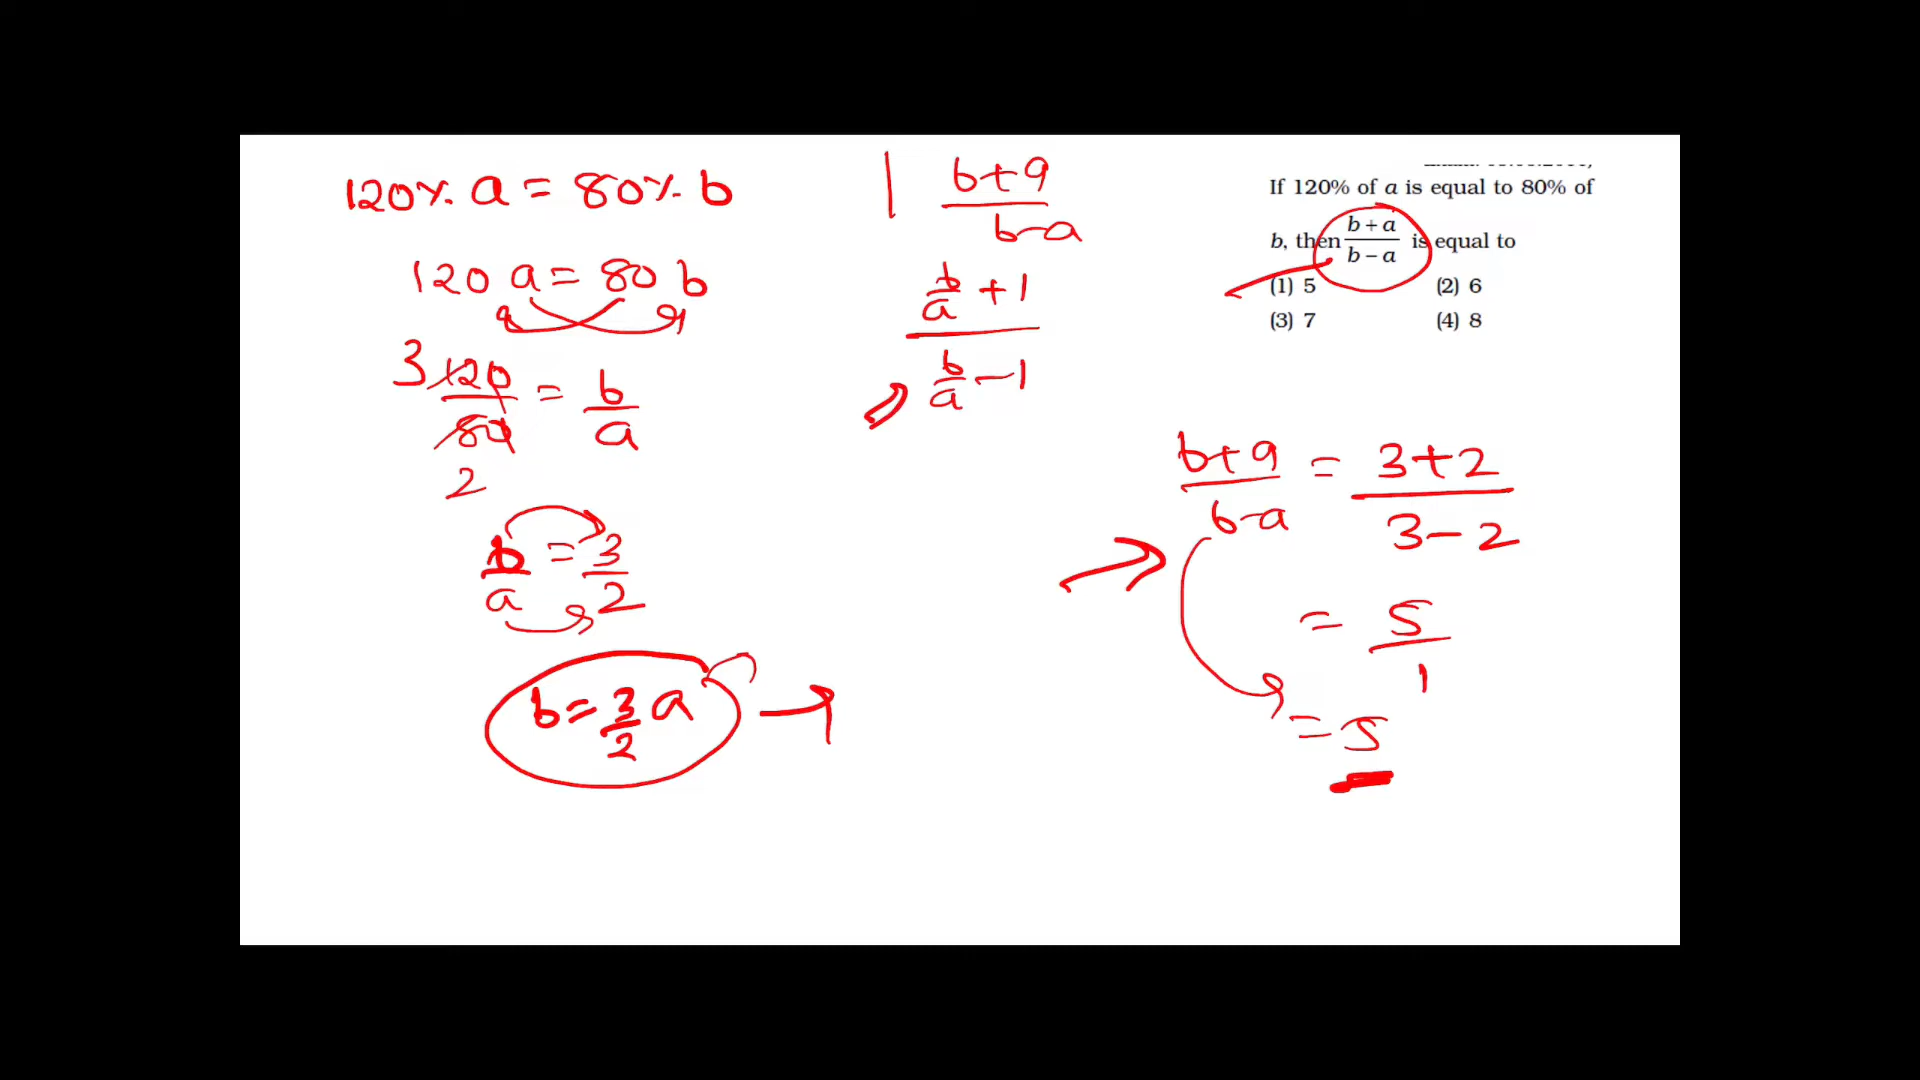 120% a = 80% b
120 a = 80 b
3 120/80 2 = b/a
b/a = 3/2
b = 3/2 a
b+a
b-a
b/a + 1
b/a - 1
If 120% of a is equal to 80% of
b, then b + a / b – a is equal to
(1) 5 (2) 6
(3) 7 (4) 8
b+a / b-a = 3+2 / 3-2
= 5/1
= 5